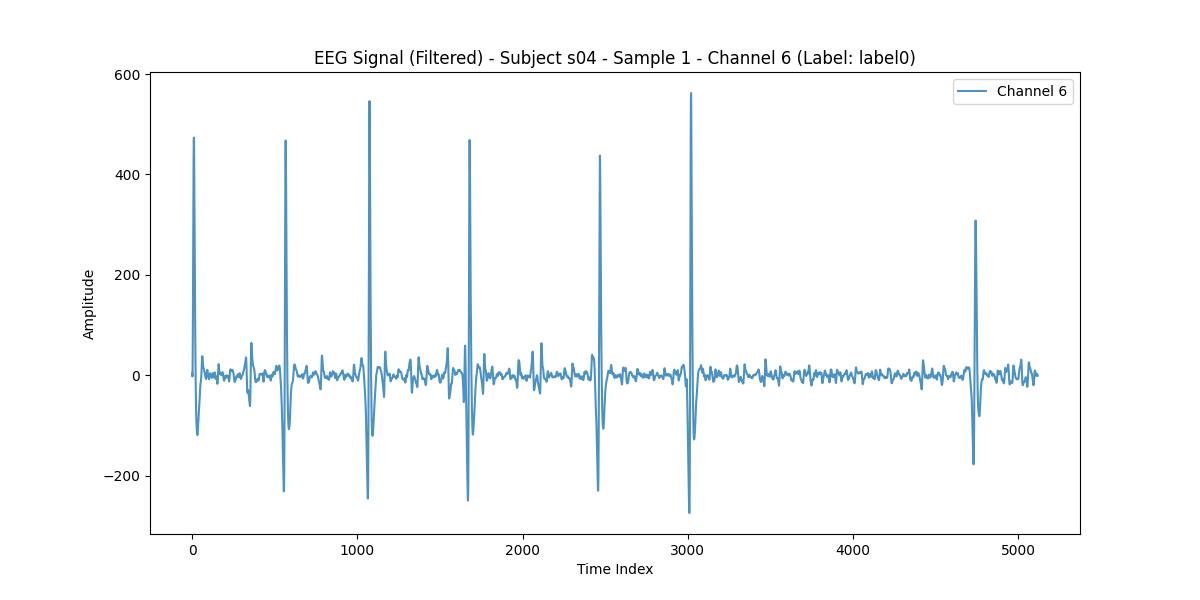 EEG Signal (Filtered) - Subject s04 - Sample 1 - Channel 6 (Label: label0)
Channel 6
600
400
200
0
−200
Amplitude
0 1000 2000 3000 4000 5000
Time Index